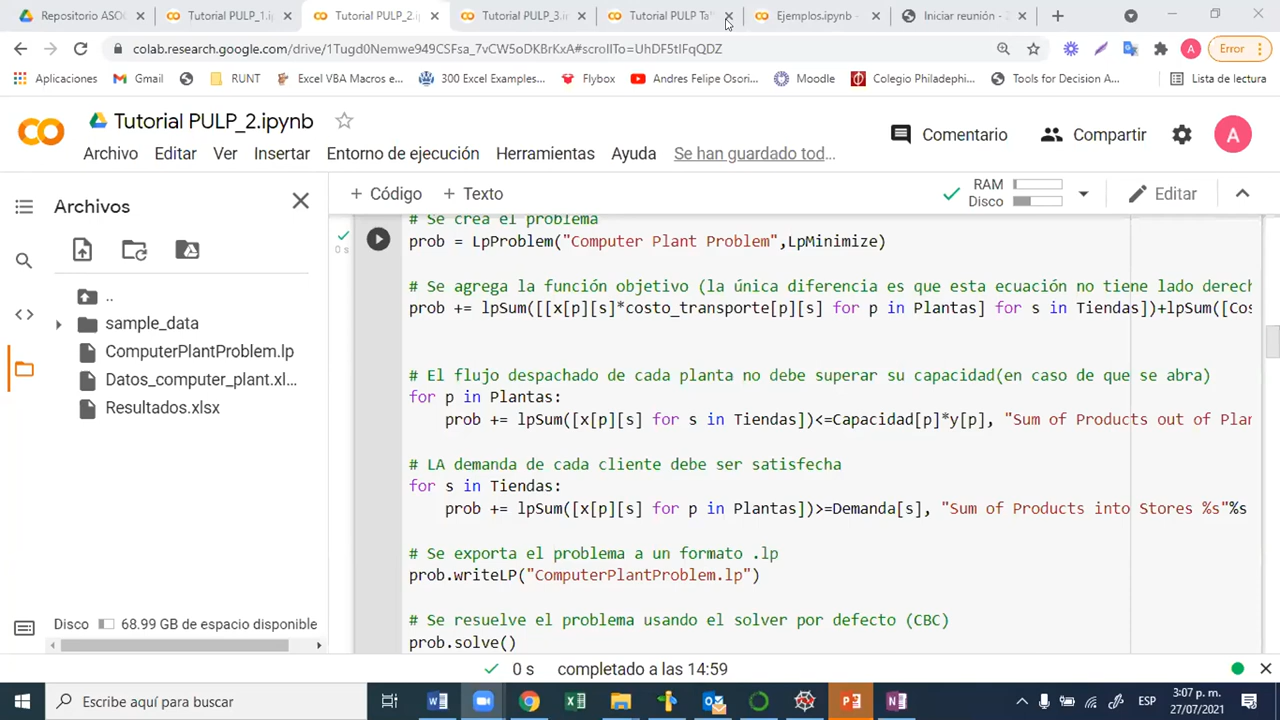 Repositorio ASO
Tutorial PULP_1.i
Tutorial PULP_2.i
Tutorial PULP_3.i
Tutorial PULP Ta
Ejemplos.ipynb -
Iniciar reunión - Z
colab.research.google.com/drive/1Tugd0Nemwe949CSFsa_7vCW5oDKBrKxA#scrollTo=UhDF5tIFqQDZ
A
Error
Aplicaciones
Gmail
RUNT
Excel VBA Macros e...
300 Excel Examples...
Flybox
Andres Felipe Osori...
Moodle
Colegio Philadelphi...
Tools for Decision A...
Lista de lectura
Tutorial PULP_2.ipynb
Comentario
Compartir
A
Archivo Editar Ver Insertar Entorno de ejecución Herramientas Ayuda Se han guardado tod...
Archivos
+ Código + Texto
RAM
Disco
Editar
..
sample_data
ComputerPlantProblem.lp
Datos_computer_plant.xl...
Resultados.xlsx
Disco 68.99 GB de espacio disponible
0 s
# Se crea el problema
prob = LpProblem("Computer Plant Problem",LpMinimize)
# Se agrega la función objetivo (la única diferencia es que esta ecuación no tiene lado derech
prob += lpSum([[x[p][s]*costo_transporte[p][s] for p in Plantas] for s in Tiendas])+lpSum([Cos
# El flujo despachado de cada planta no debe superar su capacidad(en caso de que se abra)
for p in Plantas:
prob += lpSum([x[p][s] for s in Tiendas])<=Capacidad[p]*y[p], "Sum of Products out of Plan
# LA demanda de cada cliente debe ser satisfecha
for s in Tiendas:
prob += lpSum([x[p][s] for p in Plantas])>=Demanda[s], "Sum of Products into Stores %s"%s
# Se exporta el problema a un formato .lp
prob.writeLP("ComputerPlantProblem.lp")
# Se resuelve el problema usando el solver por defecto (CBC)
prob.solve()
0 s completado a las 14:59
Escribe aquí para buscar
ESP
3:07 p. m.
27/07/2021